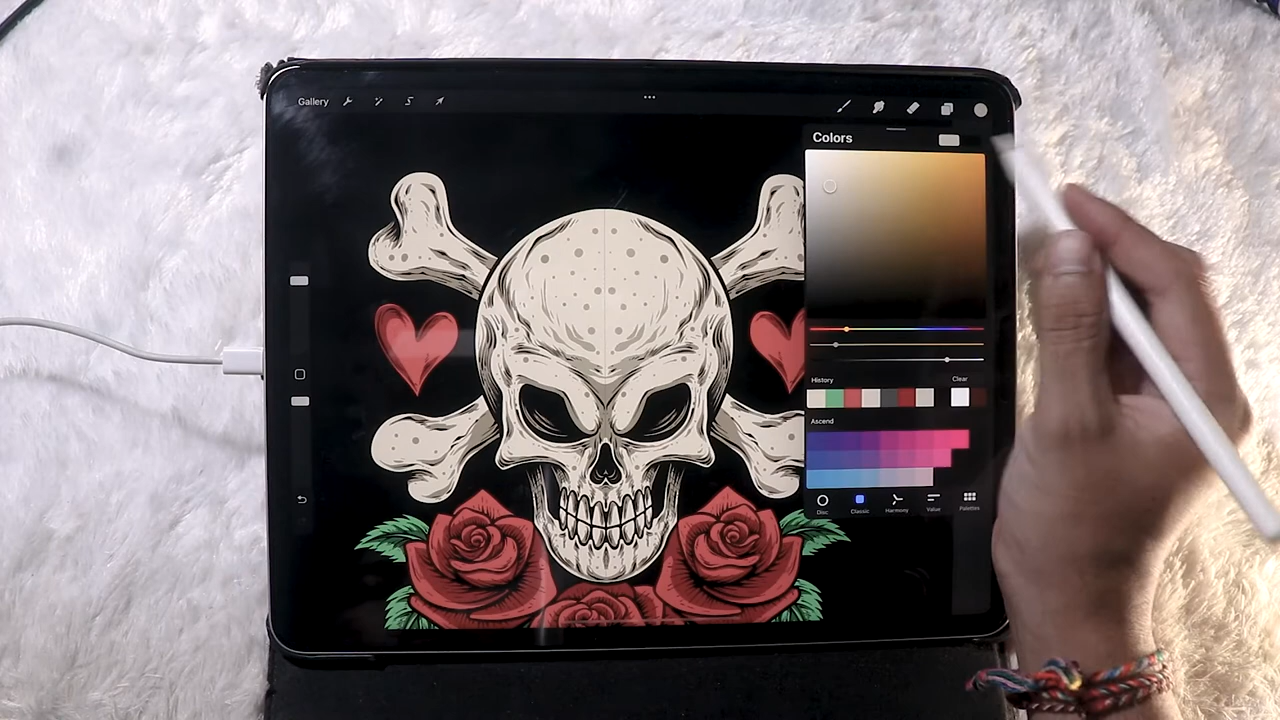 Gallery
Colors
History Clear
Ascend
Disc Classic Harmony Value Palettes